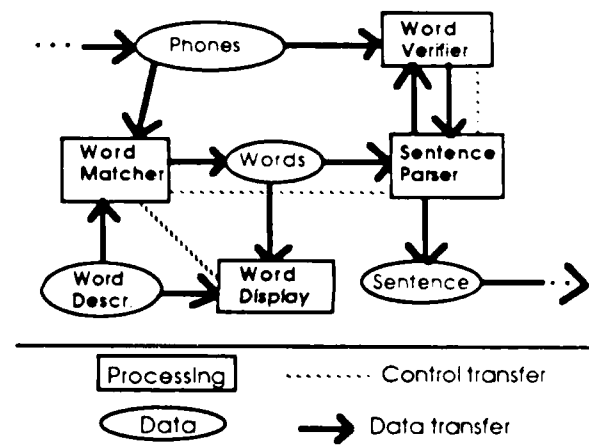 Phones
Word
Verifier
Word
Matcher
Words
Sentence
Parser
Word
Descr.
Word
Display
Sentence
Processing
Control transfer
Data
Data transfer